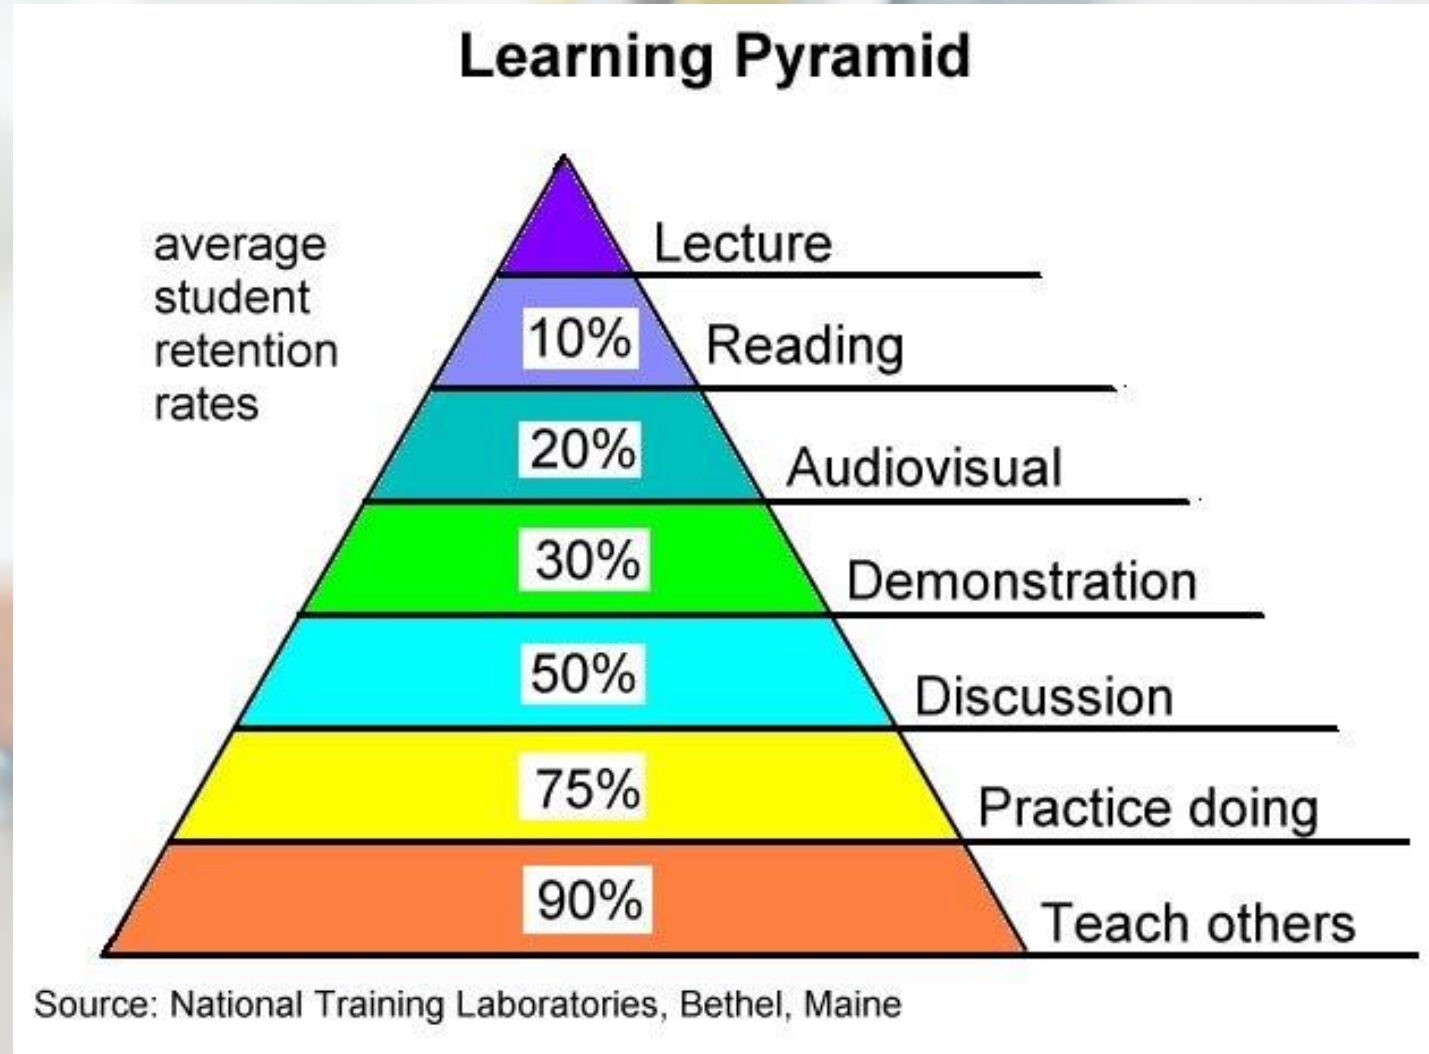 Learning Pyramid
average
student
retention
rates
Lecture
10% Reading
20% Audiovisual
30% Demonstration
50% Discussion
75% Practice doing
90% Teach others
Source: National Training Laboratories, Bethel, Maine